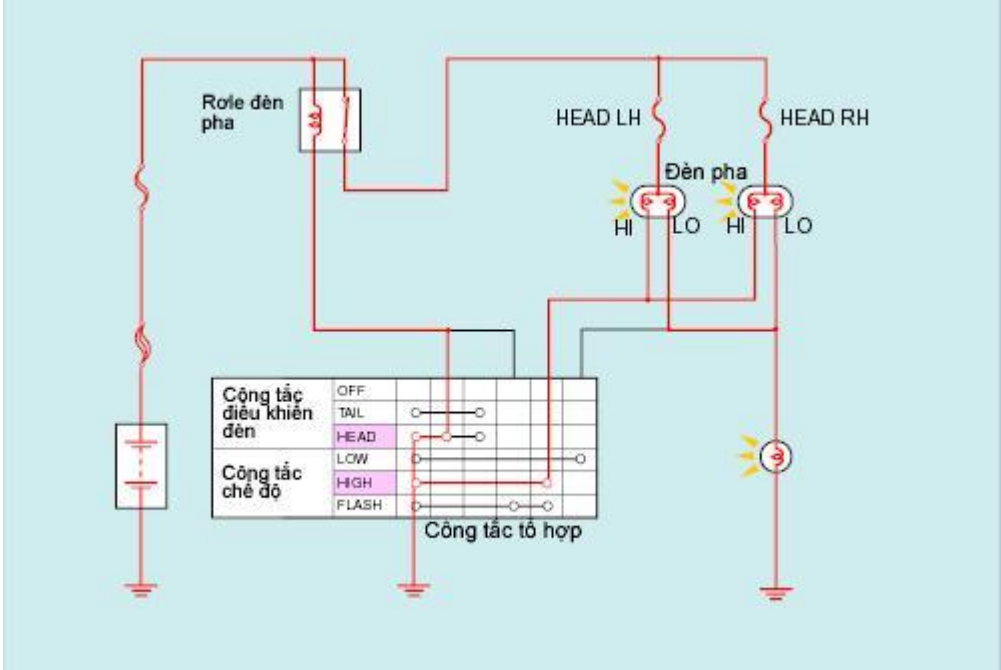 Rơle đèn
pha
HEAD LH
HEAD RH
Đèn pha
HI
LO
HI
LO
Công tắc
điều khiển
đèn
OFF
TAIL
HEAD
Công tắc
chế độ
LOW
HIGH
FLASH
Công tắc tổ hợp